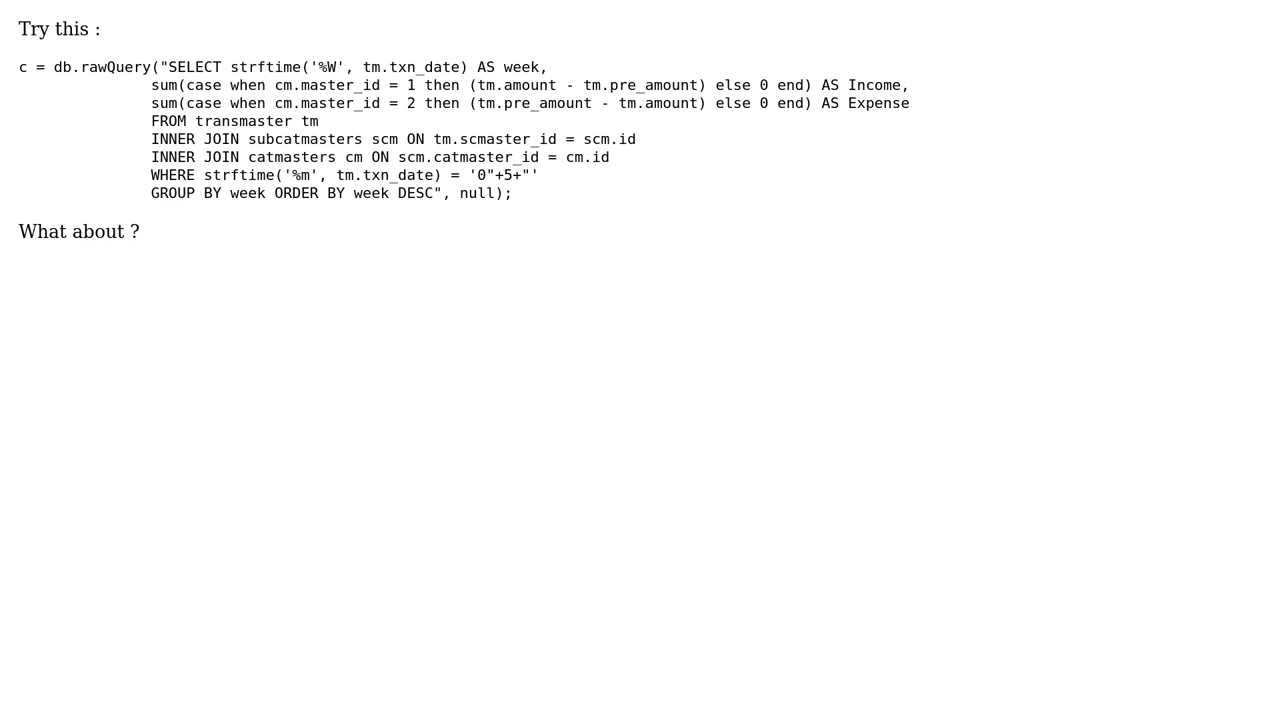 Try this :
c = db.rawQuery("SELECT strftime('%W', tm.txn_date) AS week,
sum(case when cm.master_id = 1 then (tm.amount - tm.pre_amount) else 0 end) AS Income,
sum(case when cm.master_id = 2 then (tm.pre_amount - tm.amount) else 0 end) AS Expense
FROM transmaster tm
INNER JOIN subcatmasters scm ON tm.scmaster_id = scm.id
INNER JOIN catmasters cm ON scm.catmaster_id = cm.id
WHERE strftime('%m', tm.txn_date) = '0"+5+"'
GROUP BY week ORDER BY week DESC", null);
What about ?